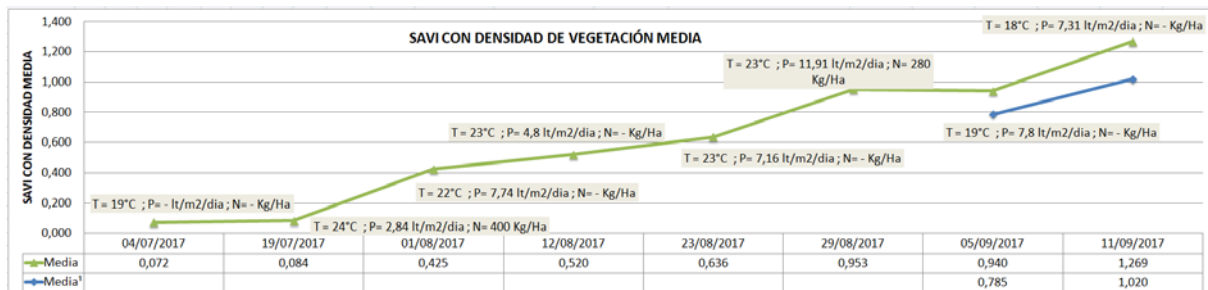 SAVI CON DENSIDAD DE VEGETACIÓN MEDIA
SAVI CON DENSIDAD MEDIA
1,400
1,200
1,000
0,800
0,600
0,400
0,200
0,000
T = 19°C ; P= - lt/m2/dia ; N= - Kg/Ha
T = 24°C ; P= 2,84 lt/m2/dia ; N= 400 Kg/Ha
T = 22°C ; P= 7,74 lt/m2/dia ; N= - Kg/Ha
T = 23°C ; P= 4,8 lt/m2/dia ; N= - Kg/Ha
T = 23°C ; P= 7,16 lt/m2/dia ; N= - Kg/Ha
T = 23°C ; P= 11,91 lt/m2/dia ; N= 280
Kg/Ha
T = 19°C ; P= 7,8 lt/m2/dia ; N= - Kg/Ha
T = 18°C ; P= 7,31 lt/m2/dia ; N= - Kg/Ha
04/07/2017 19/07/2017 01/08/2017 12/08/2017 23/08/2017 29/08/2017 05/09/2017 11/09/2017
Media 0,072 0,084 0,425 0,520 0,636 0,953 0,940 1,269
Media¹ 0,785 1,020